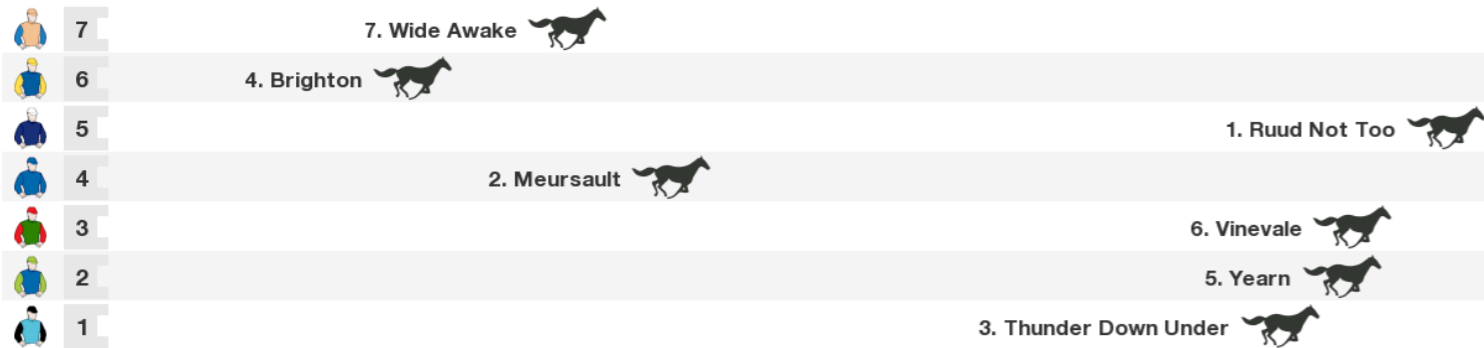 7 7. Wide Awake
6 4. Brighton
5 1. Ruud Not Too
4 2. Meursault
3 6. Vinevale
2 5. Yearn
1 3. Thunder Down Under